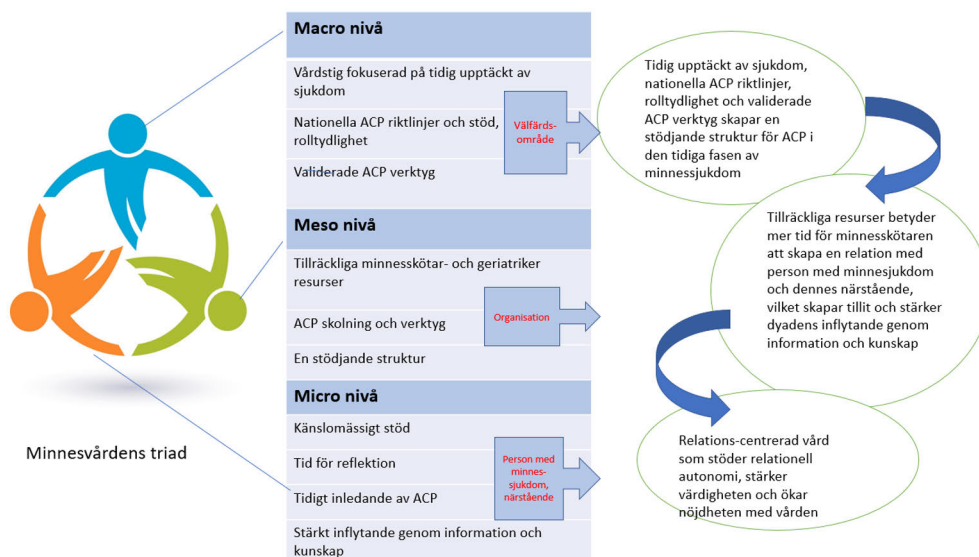 Macro nivå
Vårdstig fokuserad på tidig upptäckt av
sjukdom
Nationella ACP riktlinjer och stöd,
rolltydlighet
Validerade ACP verktyg
Välfärds-
område
Tidig upptäckt av sjukdom,
nationella ACP riktlinjer,
rolltydlighet och validerade
ACP verktyg skapar en
stödjande struktur för ACP i
den tidiga fasen av
minnessjukdom
Meso nivå
Tillräckliga minnesskötar- och geriatriker
resurser
ACP skolning och verktyg
En stödjande struktur
Organisation
Tillräckliga resurser betyder
mer tid för minnesskötaren
att skapa en relation med
person med minnesjukdom
och dennes närstående,
vilket skapar tillit och stärker
dyadens inflytande genom
information och kunskap
Micro nivå
Känslomässigt stöd
Tid för reflektion
Tidigt inledande av ACP
Stärkt inflytande genom information och
kunskap
Person med
minnes-
sjukdom,
närstående
Relations-centrerad vård
som stöder relationell
autonomi, stärker
värdigheten och ökar
nöjdheten med vården
Minnesvårdens triad